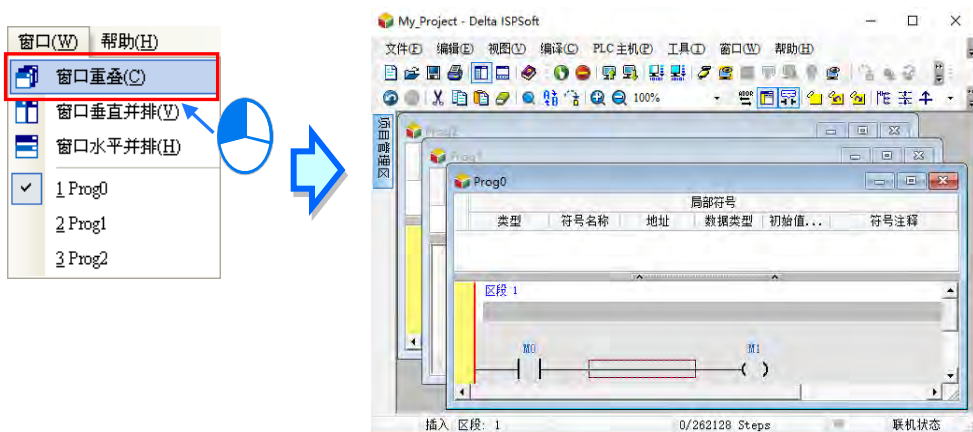 窗口(W) 帮助(H)
窗口重叠(C)
窗口垂直并排(V)
窗口水平并排(H)
1 Prog0
2 Prog1
3 Prog2
My_Project - Delta ISPSoft
文件(F) 编辑(E) 视图(V) 编译(C) PLC主机(P) 工具(T) 窗口(W) 帮助(H)
100%
项目管理区
Prog2
Prog1
Prog0
局部符号
类型 符号名称 地址 数据类型 初始值... 符号注释
区段 1
M0 M1
插入 区段: 1 0/262128 Steps 联机状态